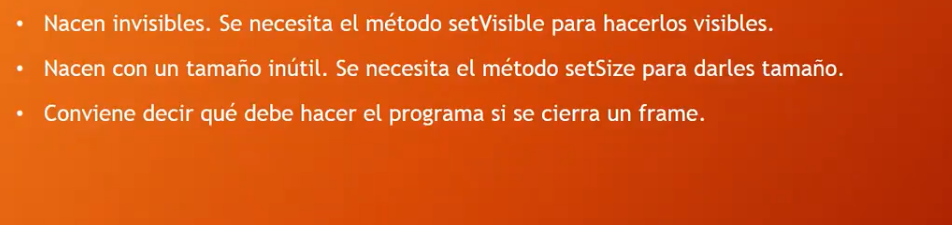 • Nacen invisibles. Se necesita el método setVisible para hacerlos visibles.
• Nacen con un tamaño inútil. Se necesita el método setSize para darles tamaño.
• Conviene decir qué debe hacer el programa si se cierra un frame.